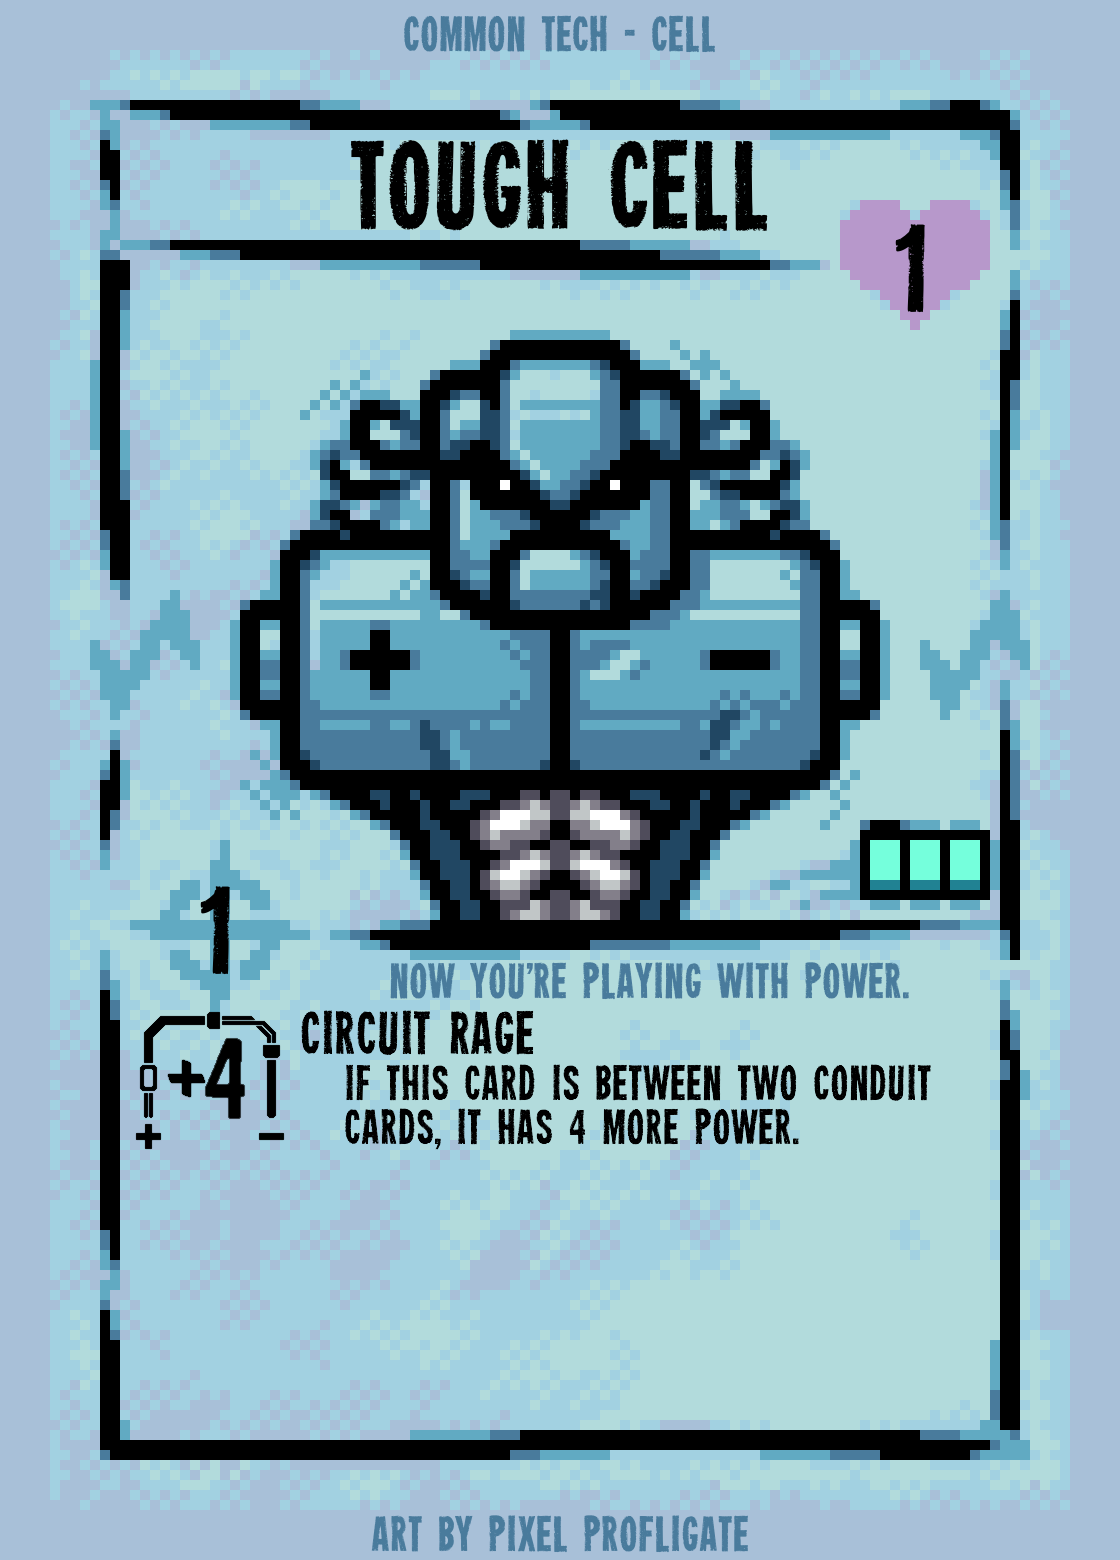 COMMON TECH - CELL
TOUGH CELL
1
+ -
1
NOW YOU'RE PLAYING WITH POWER.
CIRCUIT RAGE
+4
+ -
IF THIS CARD IS BETWEEN TWO CONDUIT
CARDS, IT HAS 4 MORE POWER.
ART BY PIXEL PROFLIGATE